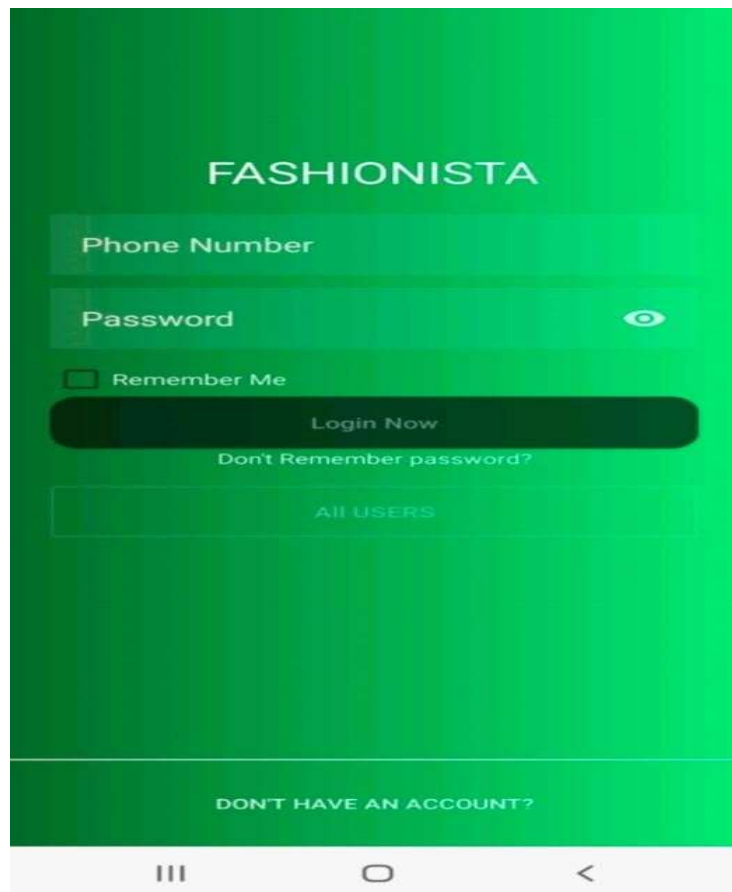 FASHIONISTA
Phone Number
Password
Remember Me
Login Now
Don't Remember password?
All USERS
DON'T HAVE AN ACCOUNT?